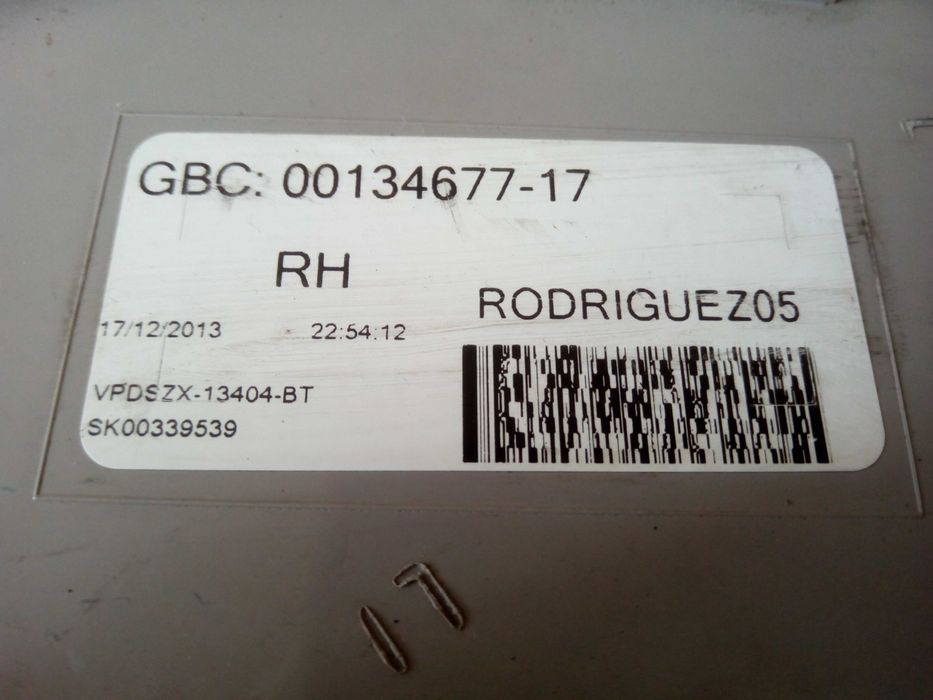 GBC: 00134677-17
RH
RODRIGUEZ05
17/12/2013 22:54:12
VPDSZX-13404-BT
SK00339539
17